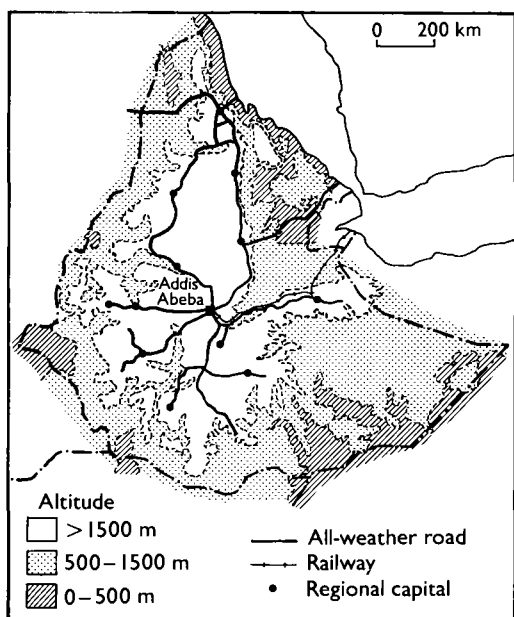 0 200 km
Addis
Abeba
Altitude
>1500 m
500–1500 m
0–500 m
All-weather road
Railway
Regional capital